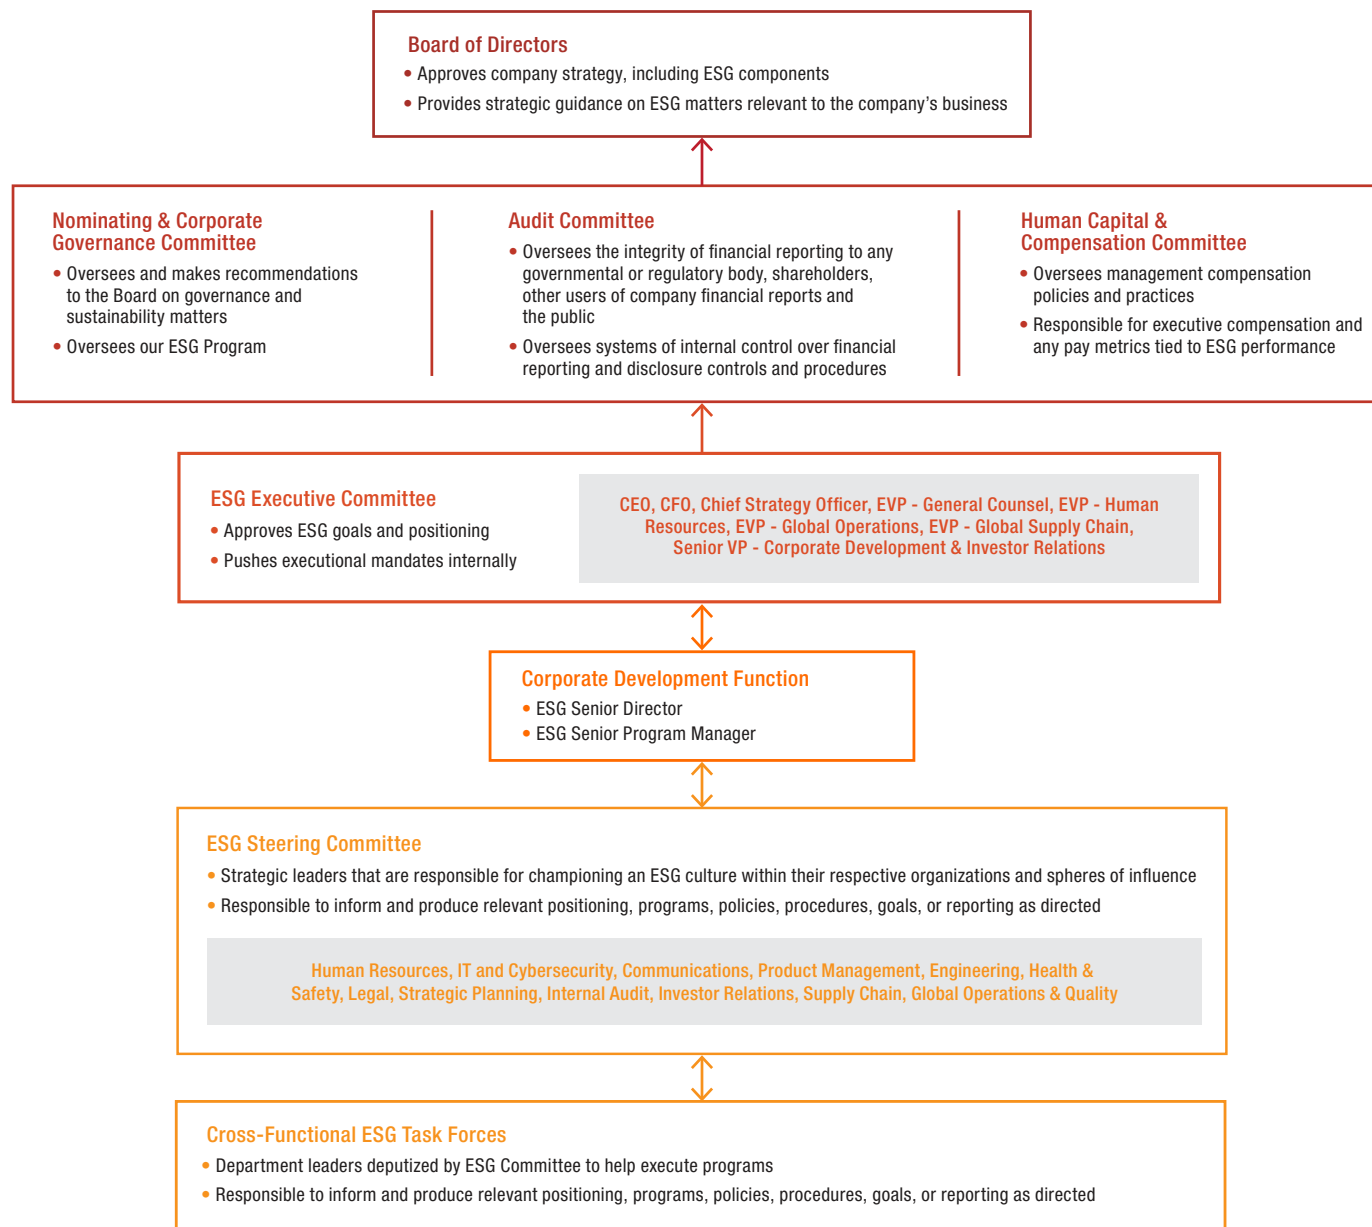 Board of Directors
• Approves company strategy, including ESG components
• Provides strategic guidance on ESG matters relevant to the company’s business
Nominating & Corporate
Governance Committee
• Oversees and makes recommendations
to the Board on governance and
sustainability matters
• Oversees our ESG Program
Audit Committee
• Oversees the integrity of financial reporting to any
governmental or regulatory body, shareholders,
other users of company financial reports and
the public
• Oversees systems of internal control over financial
reporting and disclosure controls and procedures
Human Capital &
Compensation Committee
• Oversees management compensation
policies and practices
• Responsible for executive compensation and
any pay metrics tied to ESG performance
ESG Executive Committee
• Approves ESG goals and positioning
• Pushes executional mandates internally
CEO, CFO, Chief Strategy Officer, EVP - General Counsel, EVP - Human
Resources, EVP - Global Operations, EVP - Global Supply Chain,
Senior VP - Corporate Development & Investor Relations
Corporate Development Function
• ESG Senior Director
• ESG Senior Program Manager
ESG Steering Committee
• Strategic leaders that are responsible for championing an ESG culture within their respective organizations and spheres of influence
• Responsible to inform and produce relevant positioning, programs, policies, procedures, goals, or reporting as directed
Human Resources, IT and Cybersecurity, Communications, Product Management, Engineering, Health &
Safety, Legal, Strategic Planning, Internal Audit, Investor Relations, Supply Chain, Global Operations & Quality
Cross-Functional ESG Task Forces
• Department leaders deputized by ESG Committee to help execute programs
• Responsible to inform and produce relevant positioning, programs, policies, procedures, goals, or reporting as directed